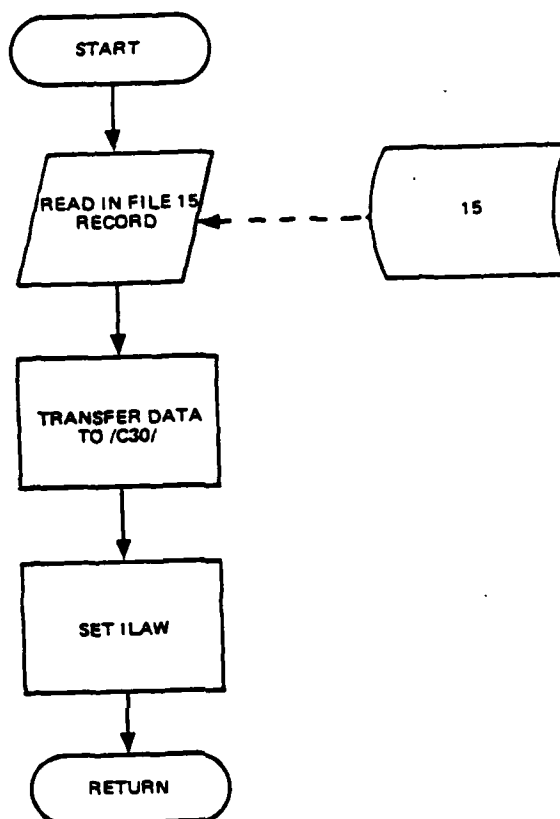 START
READ IN FILE 15
RECORD
15
TRANSFER DATA
TO /C30/
SET ILAW
RETURN